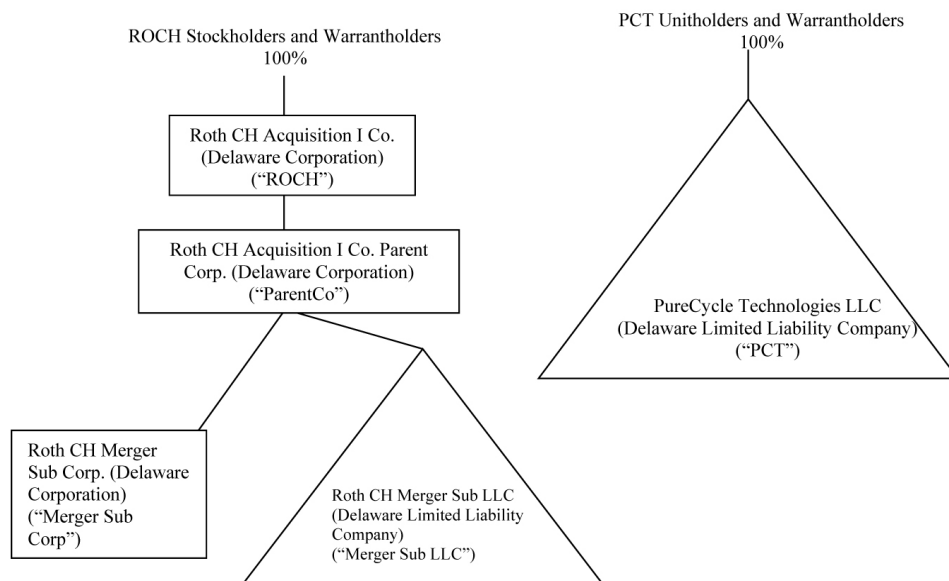 ROCH Stockholders and Warrantholders
100%
Roth CH Acquisition I Co.
(Delaware Corporation)
(“ROCH”)
Roth CH Acquisition I Co. Parent
Corp. (Delaware Corporation)
(“ParentCo”)
Roth CH Merger
Sub Corp. (Delaware
Corporation)
(“Merger Sub
Corp”)
Roth CH Merger Sub LLC
(Delaware Limited Liability
Company)
(“Merger Sub LLC”)
PCT Unitholders and Warrantholders
100%
PureCycle Technologies LLC
(Delaware Limited Liability Company)
(“PCT”)